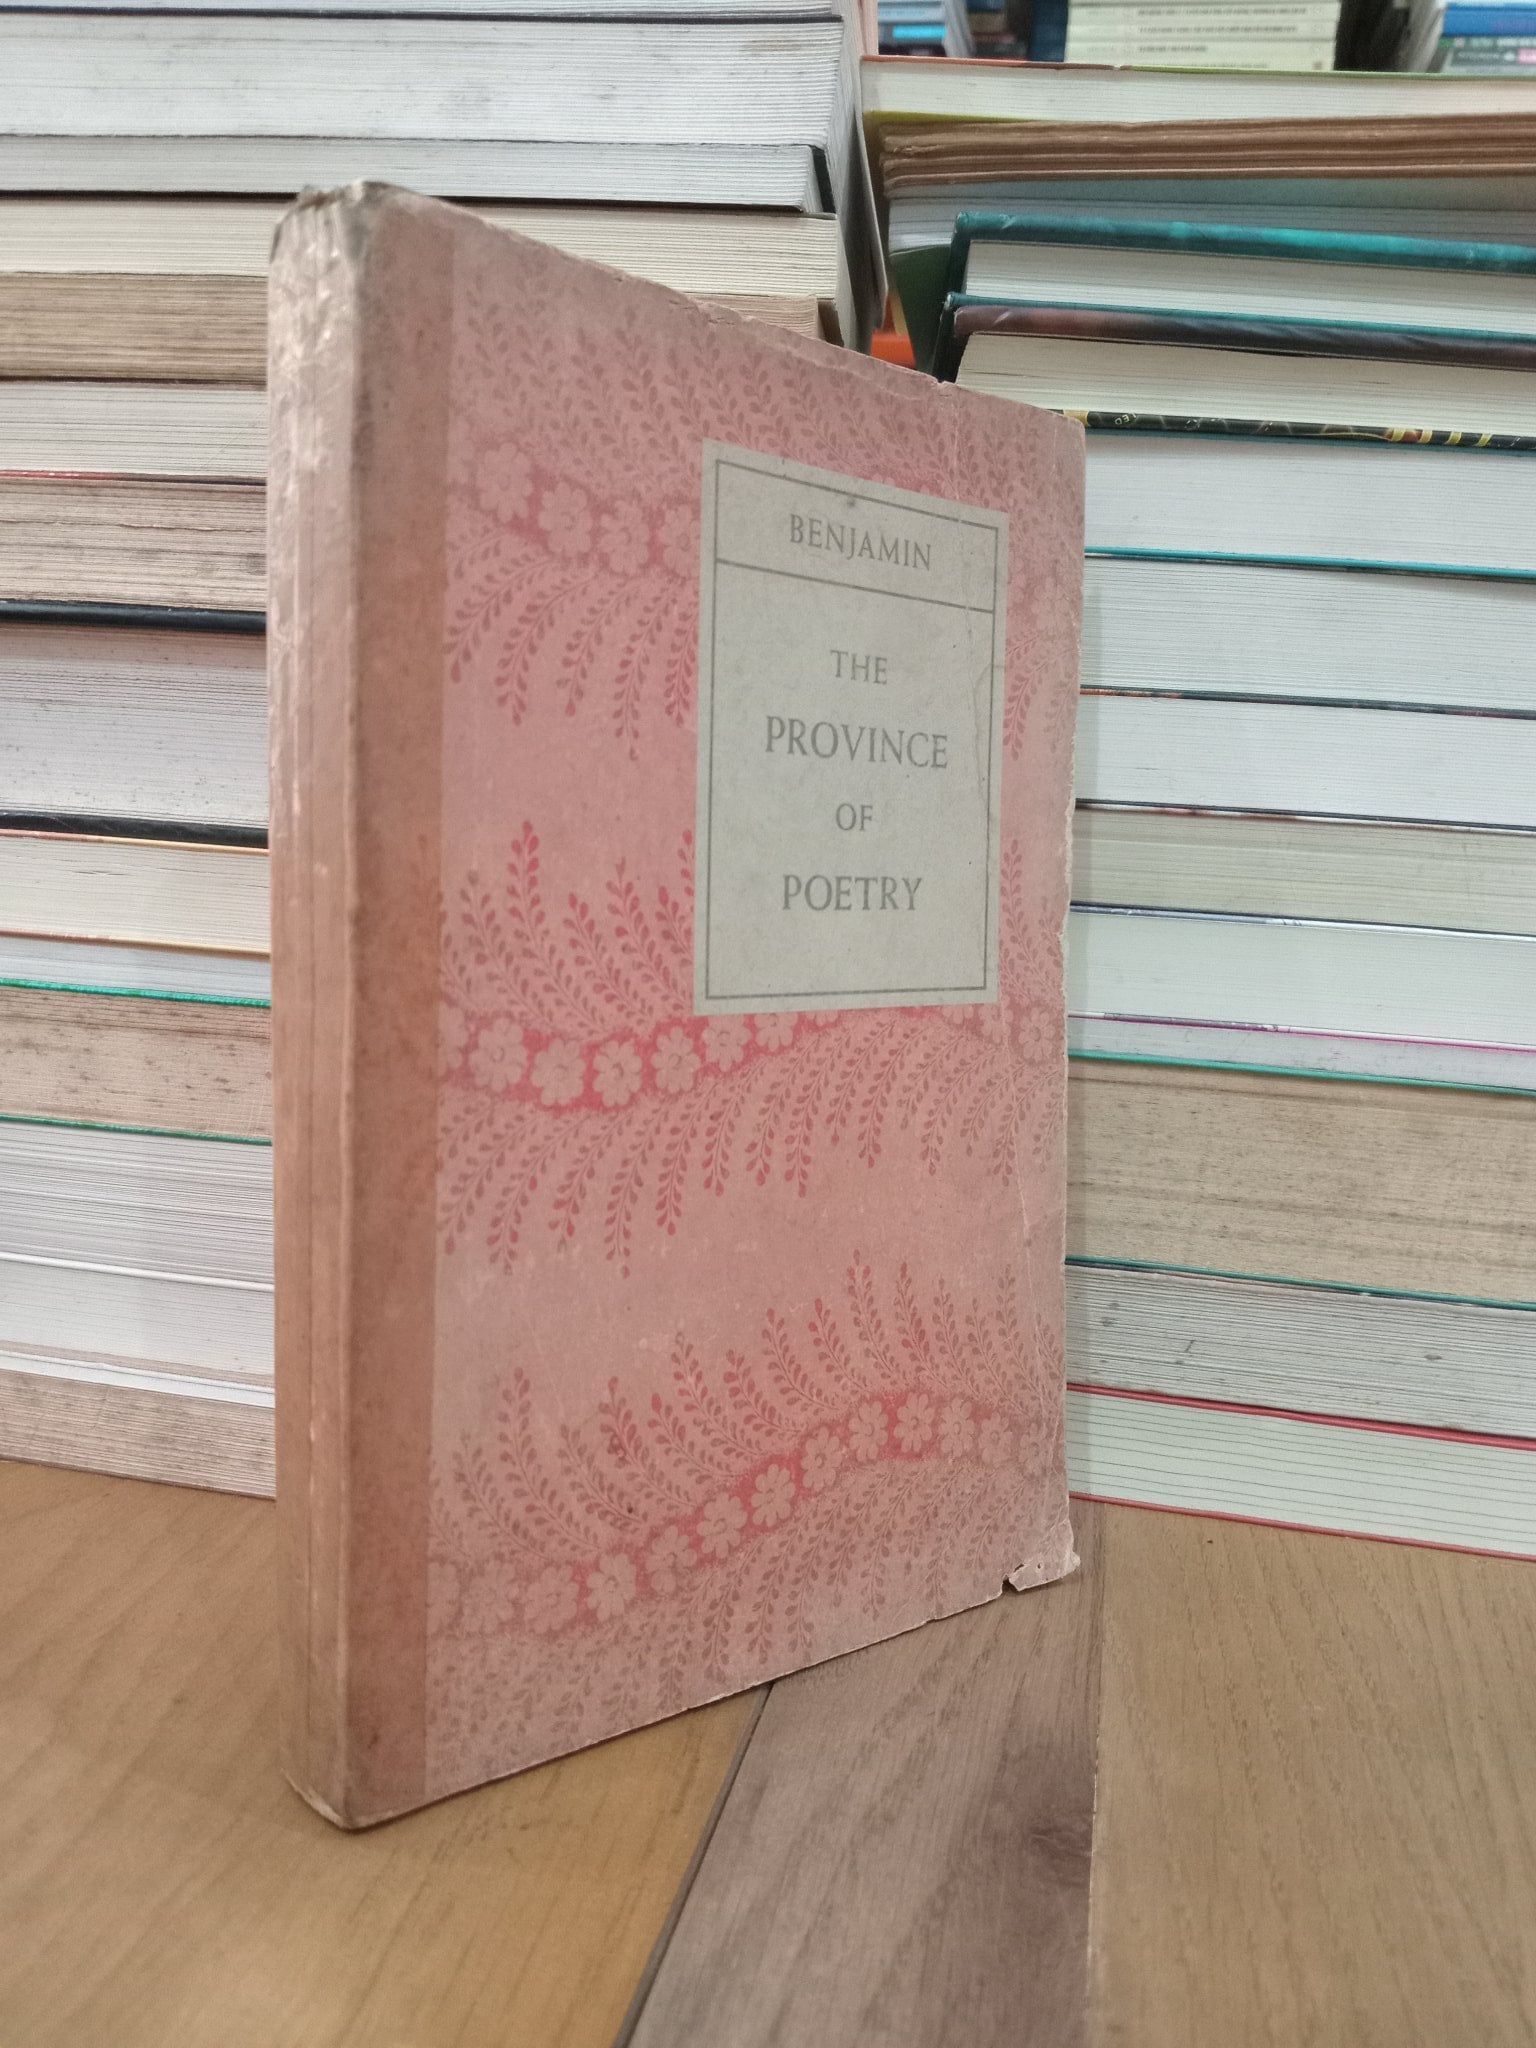 BENJAMIN
THE
PROVINCE
OF
POETRY